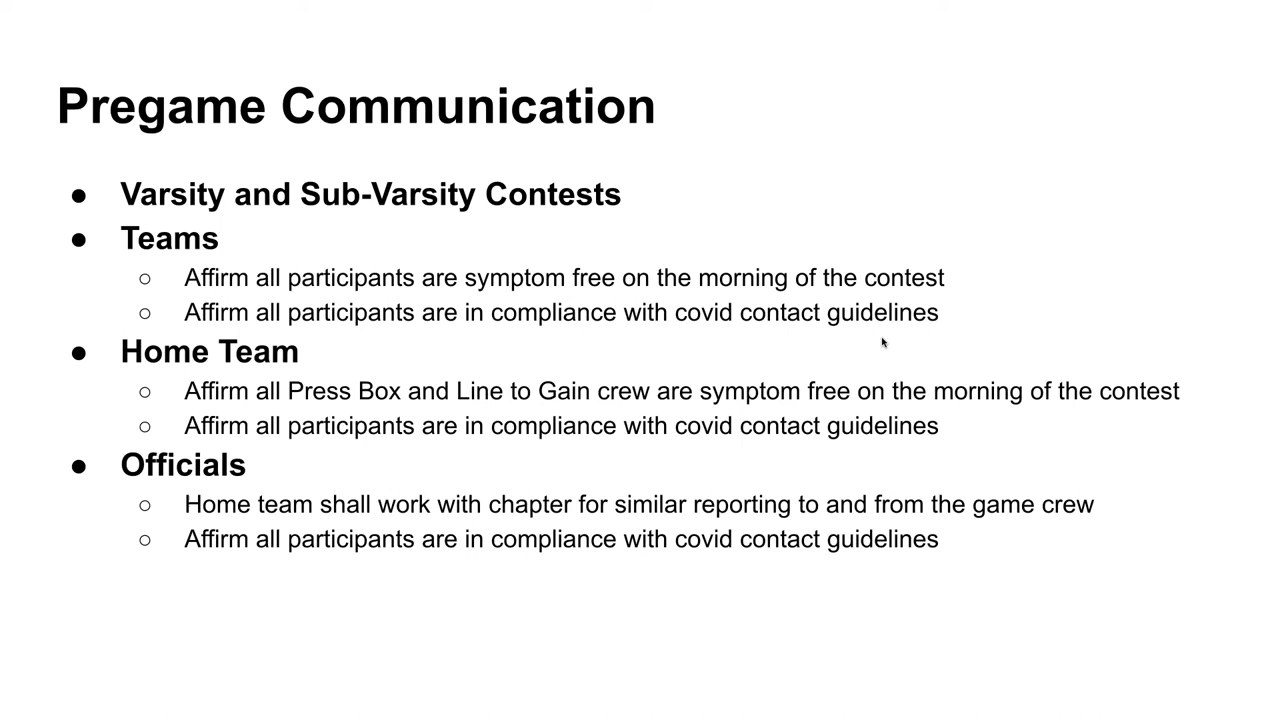 Pregame Communication
● Varsity and Sub-Varsity Contests
● Teams
○ Affirm all participants are symptom free on the morning of the contest
○ Affirm all participants are in compliance with covid contact guidelines
● Home Team
○ Affirm all Press Box and Line to Gain crew are symptom free on the morning of the contest
○ Affirm all participants are in compliance with covid contact guidelines
● Officials
○ Home team shall work with chapter for similar reporting to and from the game crew
○ Affirm all participants are in compliance with covid contact guidelines